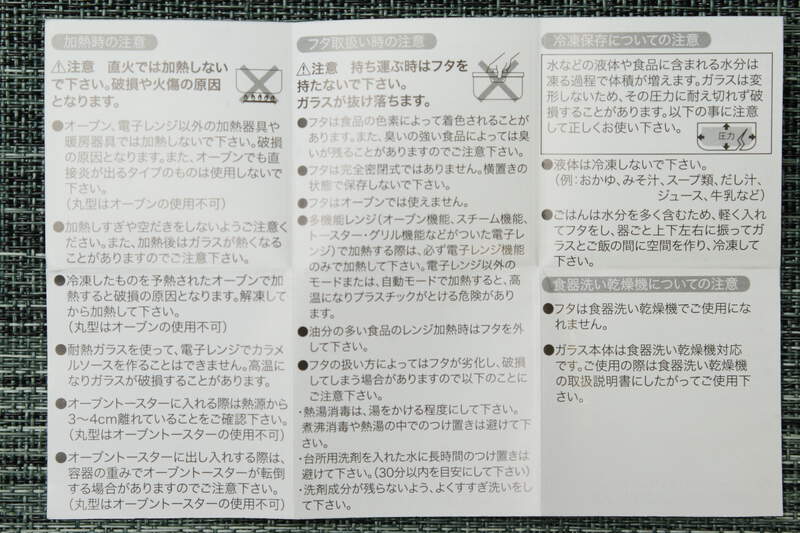 加熱時の注意
⚠注意 直火では加熱しない
で下さい。破損や火傷の原因
となります。
●オーブン、電子レンジ以外の加熱器具や
暖房器具では加熱しないで下さい。破損
の原因となります。また、オーブンでも直
接炎が出るタイプのものは使用しないで
下さい。
（丸型はオーブンの使用不可）
●加熱しすぎや空だきをしないようご注意く
ださい。また、加熱後はガラスが熱くなる
ことがありますのでご注意下さい。
●冷凍したものを予熱されたオーブンで加
熱すると破損の原因となります。解凍して
から加熱して下さい。
（丸型はオーブンの使用不可）
●耐熱ガラスを使って、電子レンジでカラメ
ルソースを作ることはできません。高温に
なりガラスが破損することがあります。
●オーブントースターに入れる際は熱源から
3〜4cm離れていることをご確認下さい。
（丸型はオーブントースターの使用不可）
●オーブントースターに出し入れする際は、
容器の重みでオーブントースターが転倒
する場合がありますのでご注意下さい。
（丸型はオーブントースターの使用不可）
フタ取扱い時の注意
⚠注意 持ち運ぶ時はフタを
持たないで下さい。
ガラスが抜け落ちます。
●フタは食品の色素によって着色されることが
あります。また、臭いの強い食品によっては臭
いが残ることがありますのでご注意下さい。
●フタは完全密閉式ではありません。横置きの
状態で保存しないで下さい。
●フタはオーブンでは使えません。
●多機能レンジ（オーブン機能、スチーム機能、
トースター・グリル機能などがついた電子レ
ンジ）で加熱する際は、必ず電子レンジ機能
のみで加熱して下さい。電子レンジ以外の
モードまたは、自動モードで加熱すると、高
温になりプラスチックがとける危険があり
ます。
●油分の多い食品のレンジ加熱時はフタを外
して下さい。
●フタの扱い方によってはフタが劣化し、破損
してしまう場合がありますので以下のことに
ご注意下さい。
・熱湯消毒は、湯をかける程度にして下さい。
煮沸消毒や熱湯の中でのつけ置きは避けて下
さい。
・台所用洗剤を入れた水に長時間のつけ置きは
避けて下さい。（30分以内を目安にして下さい）
・洗剤成分が残らないよう、よくすすぎ洗いをし
て下さい。
冷凍保存についての注意
水などの液体や食品に含まれる水分は
凍る過程で体積が増えます。ガラスは変
形しないため、その圧力に耐え切れず破
損することがあります。以下の事に注意
して正しくお使い下さい。
圧力
●液体は冷凍しないで下さい。
（例：おかゆ、みそ汁、スープ類、だし汁、
ジュース、牛乳など）
●ごはんは水分を多く含むため、軽く入れ
てフタをし、器ごと上下左右に振ってガ
ラスとご飯の間に空間を作り、冷凍して
下さい。
食器洗い乾燥機についての注意
●フタは食器洗い乾燥機でご使用にな
れません。
●ガラス本体は食器洗い乾燥機対応
です。ご使用の際は食器洗い乾燥機
の取扱説明書にしたがってご使用下
さい。